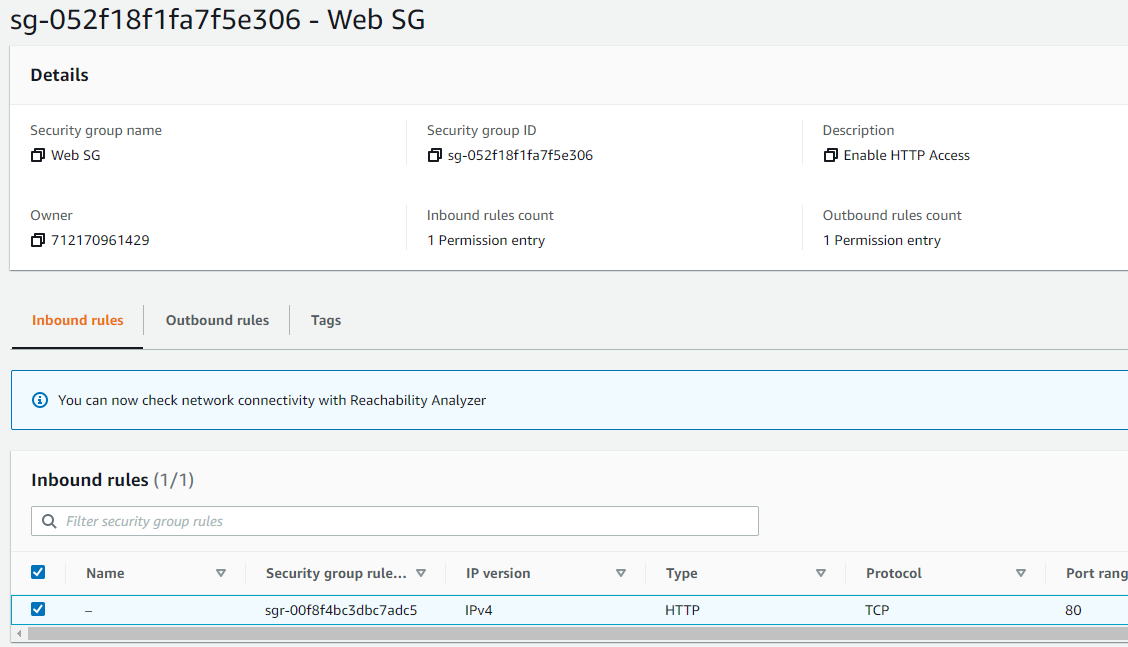 sg-052f18f1fa7f5e306 - Web SG
Details
Security group name Security group ID Description
Web SG sg-052f18f1fa7f5e306 Enable HTTP Access
Owner Inbound rules count Outbound rules count
712170961429 1 Permission entry 1 Permission entry
Inbound rules Outbound rules Tags
You can now check network connectivity with Reachability Analyzer
Inbound rules (1/1)
Filter security group rules
Name Security group rule... IP version Type Protocol Port rang
– sgr-00f8f4bc3dbc7adc5 IPv4 HTTP TCP 80